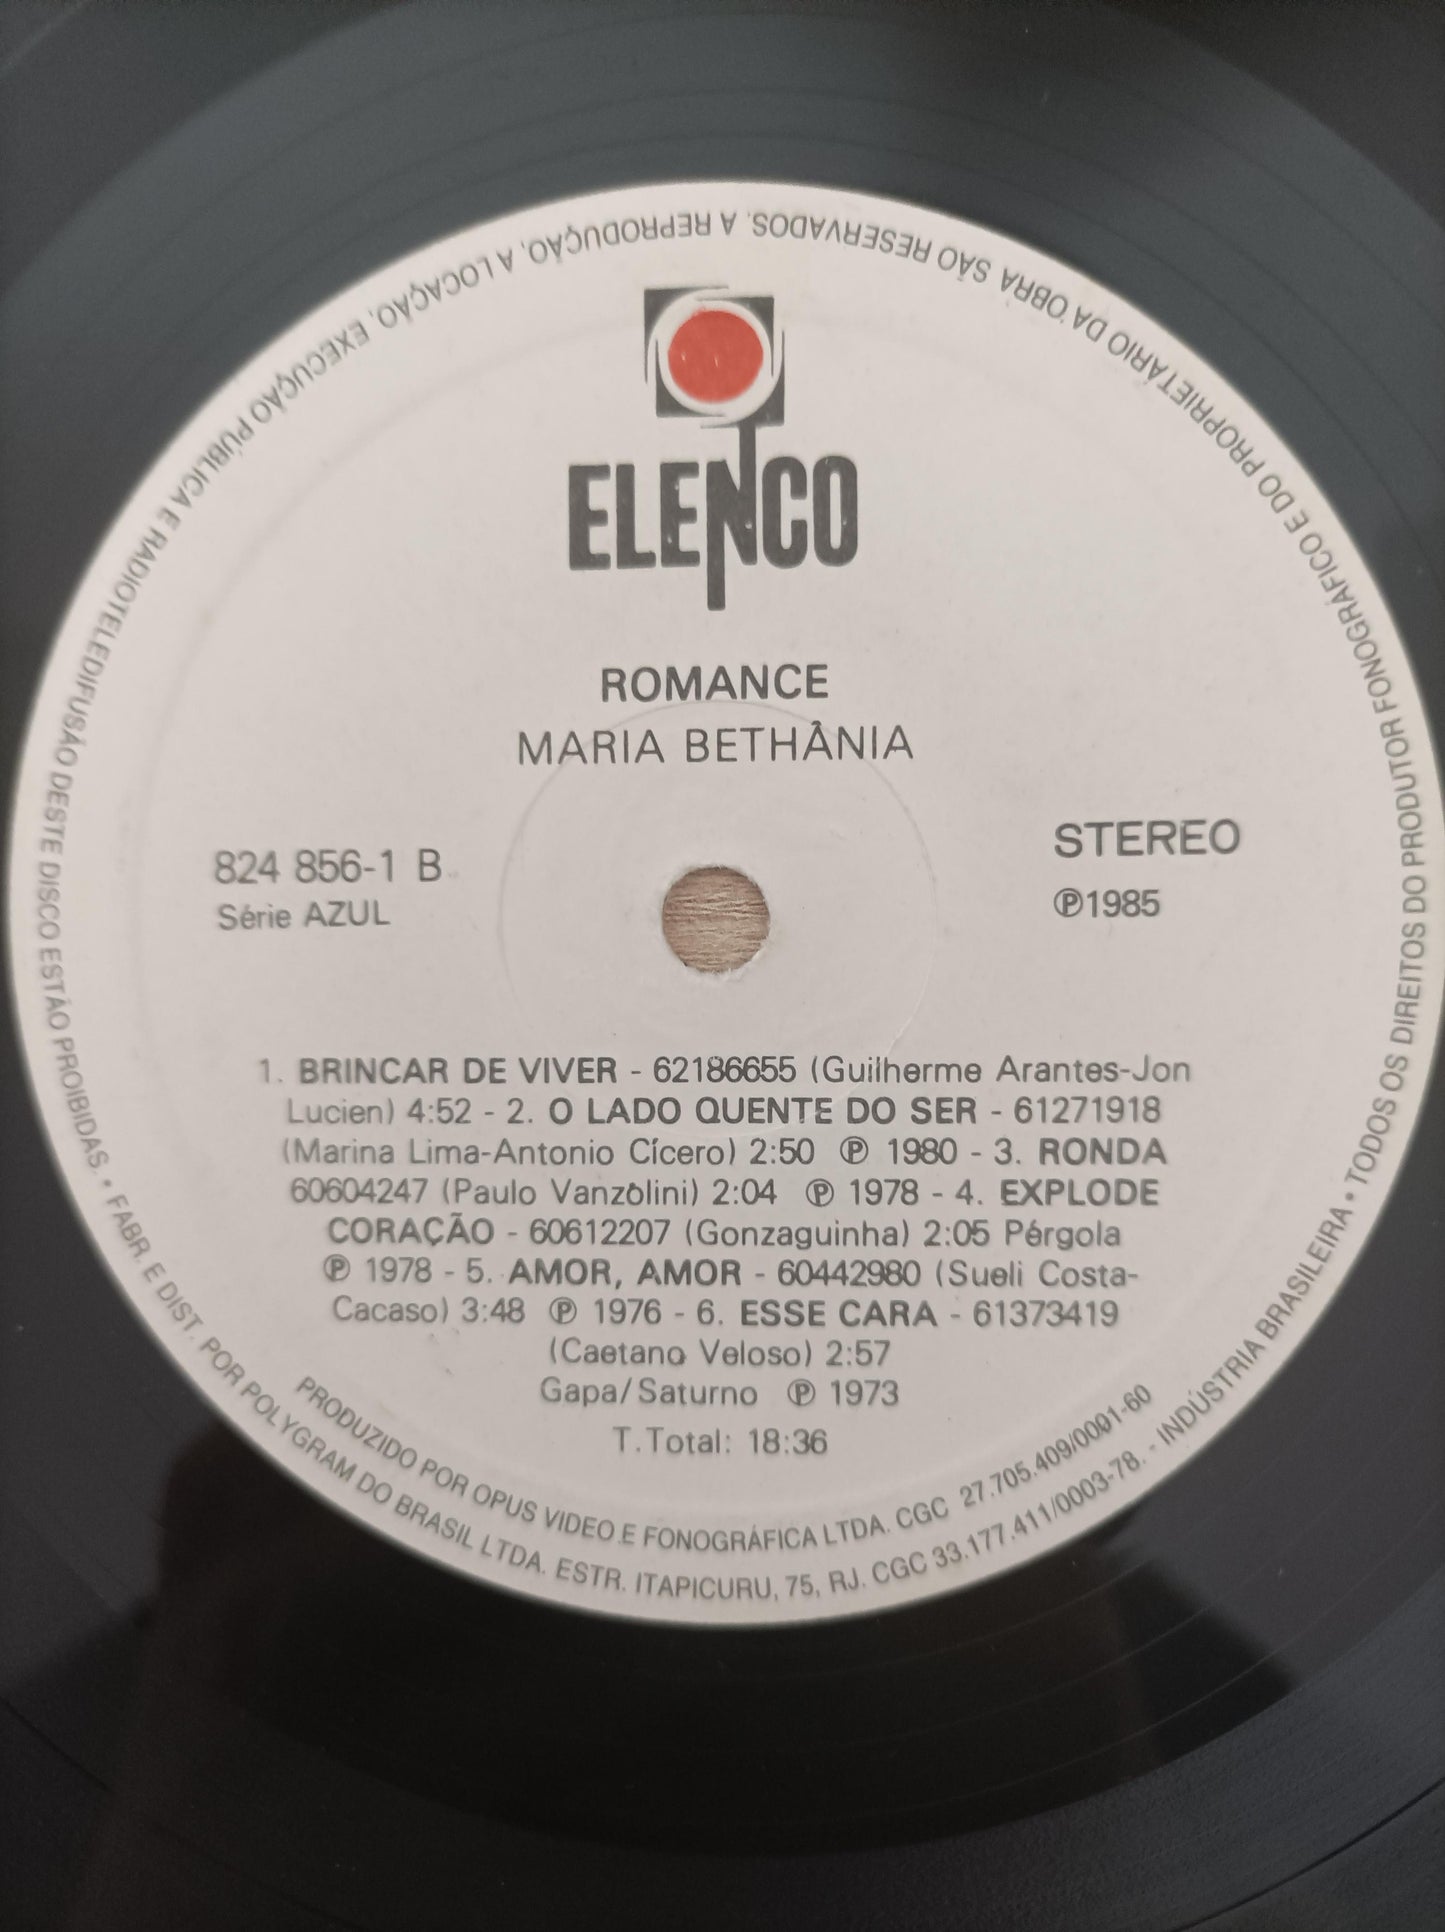 ELENCO
ROMANCE
MARIA BETHÂNIA
824 856-1 B
Série AZUL
STEREO
℗1985
1. BRINCAR DE VIVER - 62186655 (Guilherme Arantes-Jon
Lucien) 4:52 - 2. O LADO QUENTE DO SER - 61271918
(Marina Lima-Antonio Cícero) 2:50 ℗ 1980 - 3. RONDA
60604247 (Paulo Vanzolini) 2:04 ℗ 1978 - 4. EXPLODE
CORAÇÃO - 60612207 (Gonzaguinha) 2:05 Pérgola
℗ 1978 - 5. AMOR, AMOR - 60442980 (Sueli Costa-
Cacaso) 3:48 ℗ 1976 - 6. ESSE CARA - 61373419
(Caetano Veloso) 2:57
Gapa/Saturno ℗ 1973
T.Total: 18:36
PRODUZIDO POR OPUS VIDEO E FONOGRÁFICA LTDA. CGC 27.705.409/0001-60
• FABR. E DIST. POR POLYGRAM DO BRASIL LTDA. ESTR. ITAPICURU, 75, RJ. CGC 33.177.411/0003-78. - INDÚSTRIA BRASILEIRA • TODOS OS DIREITOS DO PRODUTOR FONOGRÁFICO E DO PROPRIETÁRIO DA OBRA SÃO RESERVADOS. A REPRODUÇÃO, A LOCAÇÃO, EXECUÇÃO PÚBLICA E RADIOTELEDIFUSÃO DESTE DISCO ESTÃO PROIBIDAS.